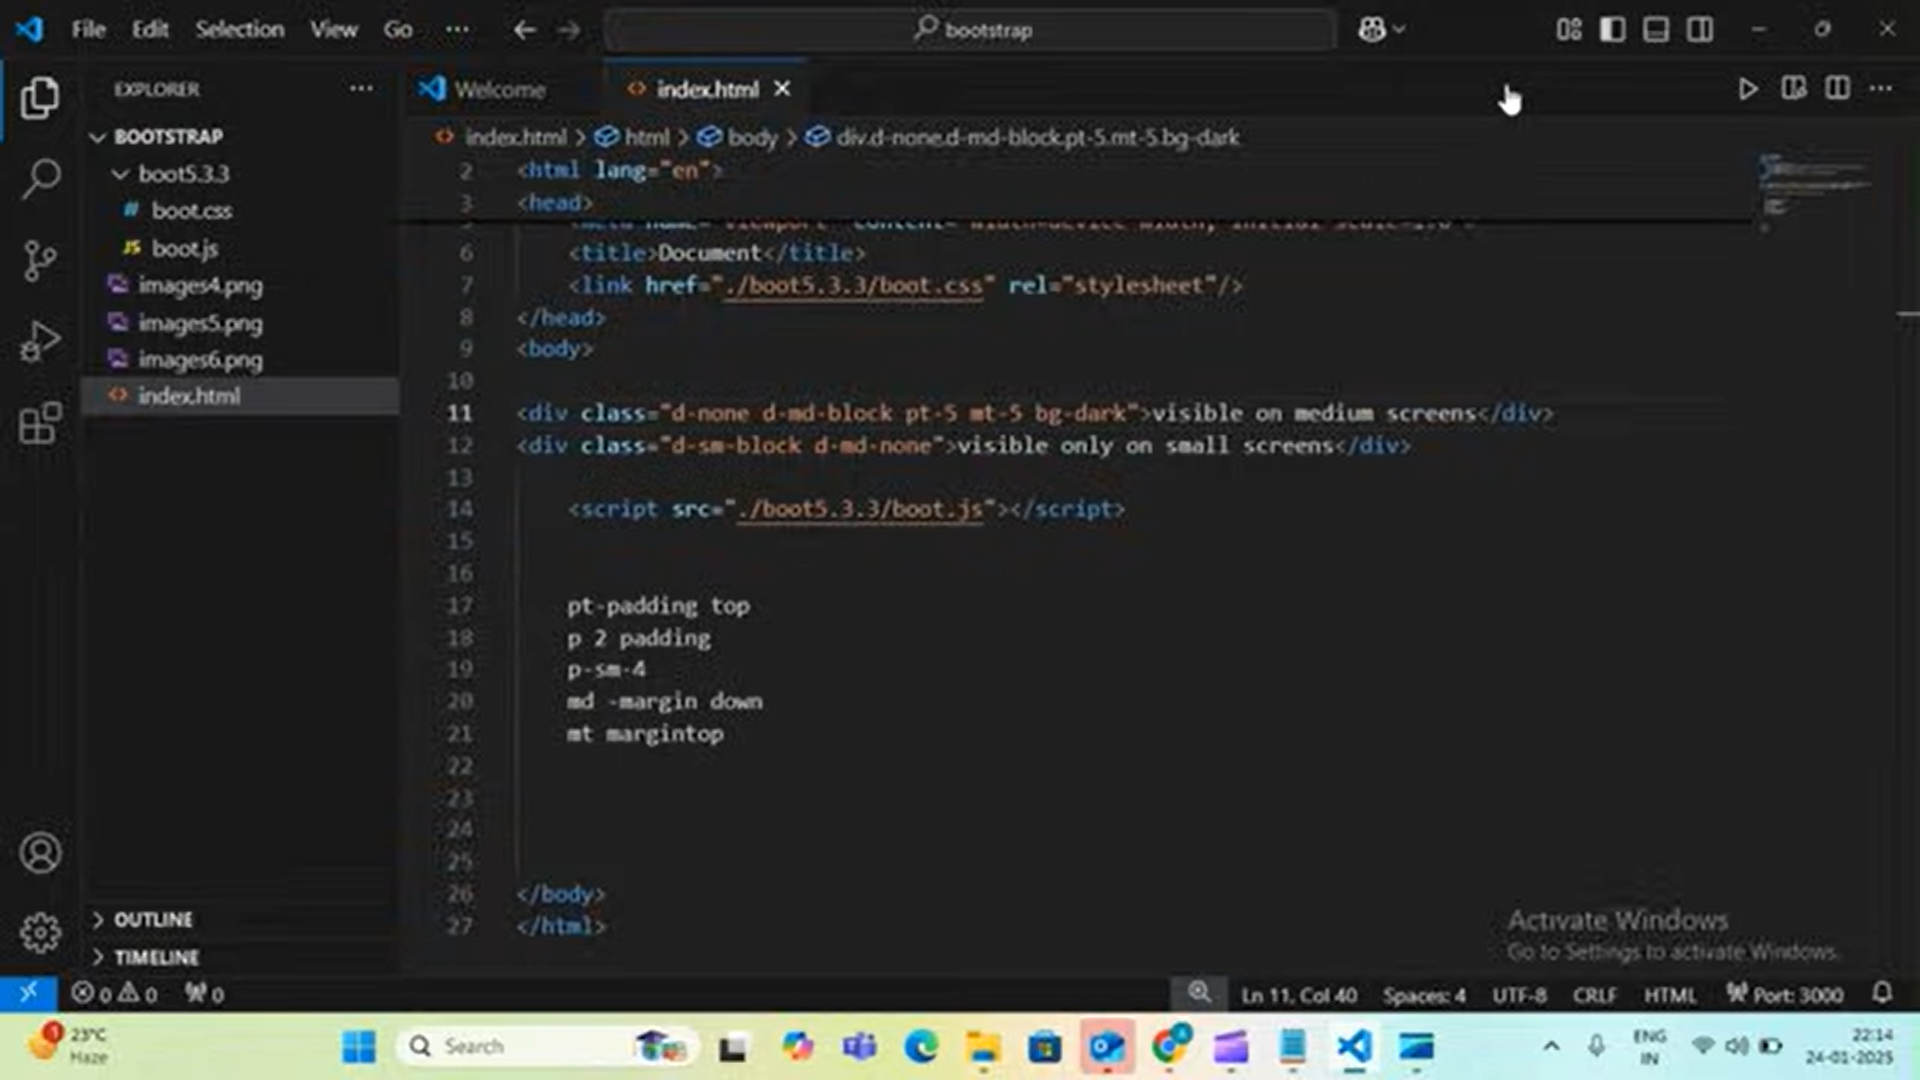 File Edit Selection View Go ··· bootstrap
EXPLORER ···
Welcome
index.html
BOOTSTRAP
boot5.3.3
# boot.css
JS boot.js
images4.png
images5.png
images6.png
<> index.html
OUTLINE
TIMELINE
<> index.html > html > body > div.d-none.d-md-block.pt-5.mt-5.bg-dark
2 <html lang="en">
3 <head>
6 <title>Document</title>
7 <link href="./boot5.3.3/boot.css" rel="stylesheet"/>
8 </head>
9 <body>
10
11 <div class="d-none d-md-block pt-5 mt-5 bg-dark">visible on medium screens</div>
12 <div class="d-sm-block d-md-none">visible only on small screens</div>
13
14 <script src="./boot5.3.3/boot.js"></script>
15
16
17 pt-padding top
18 p 2 padding
19 p-sm-4
20 md -margin down
21 mt margintop
22
23
24
25
26 </body>
27 </html>
Activate Windows
Go to Settings to activate Windows.
0 0 0 Ln 11, Col 40 Spaces: 4 UTF-8 CRLF HTML Port: 3000
1 23°C
Haze
Search
ENG
IN
22:14
24-01-2025